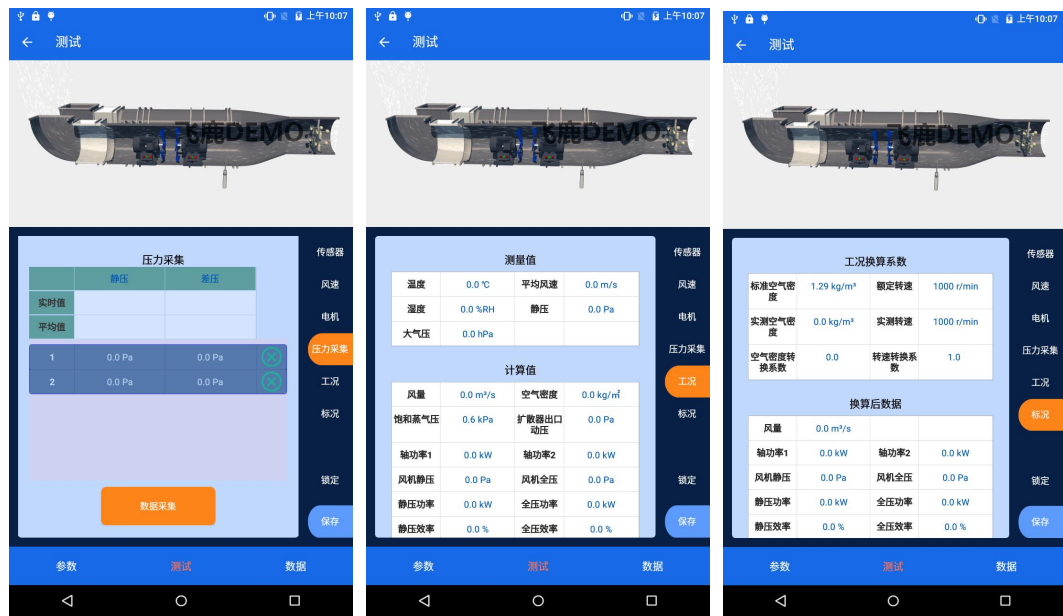 上午10:07
测试
飞鹿DEMO
压力采集
静压 差压
实时值
平均值
1 0.0 Pa 0.0 Pa
2 0.0 Pa 0.0 Pa
数据采集
传感器
风速
电机
压力采集
工况
标况
锁定
保存
参数 测试 数据
上午10:07
测试
飞鹿DEMO
测量值
温度 0.0 ℃ 平均风速 0.0 m/s
湿度 0.0 %RH 静压 0.0 Pa
大气压 0.0 hPa
计算值
风量 0.0 m³/s 空气密度 0.0 kg/㎡
饱和蒸气压 0.6 kPa 扩散器出口
动压 0.0 Pa
轴功率1 0.0 kW 轴功率2 0.0 kW
风机静压 0.0 Pa 风机全压 0.0 Pa
静压功率 0.0 kW 全压功率 0.0 kW
静压效率 0.0 % 全压效率 0.0 %
传感器
风速
电机
压力采集
工况
标况
锁定
保存
参数 测试 数据
上午10:07
测试
飞鹿DEMO
工况换算系数
标准空气密
度 1.29 kg/m³ 额定转速 1000 r/min
实测空气密
度 0.0 kg/m³ 实测转速 1000 r/min
空气密度转
换系数 0.0 转速转换系
数 1.0
换算后数据
风量 0.0 m³/s
轴功率1 0.0 kW 轴功率2 0.0 kW
风机静压 0.0 Pa 风机全压 0.0 Pa
静压功率 0.0 kW 全压功率 0.0 kW
静压效率 0.0 % 全压效率 0.0 %
传感器
风速
电机
压力采集
工况
标况
锁定
保存
参数 测试 数据